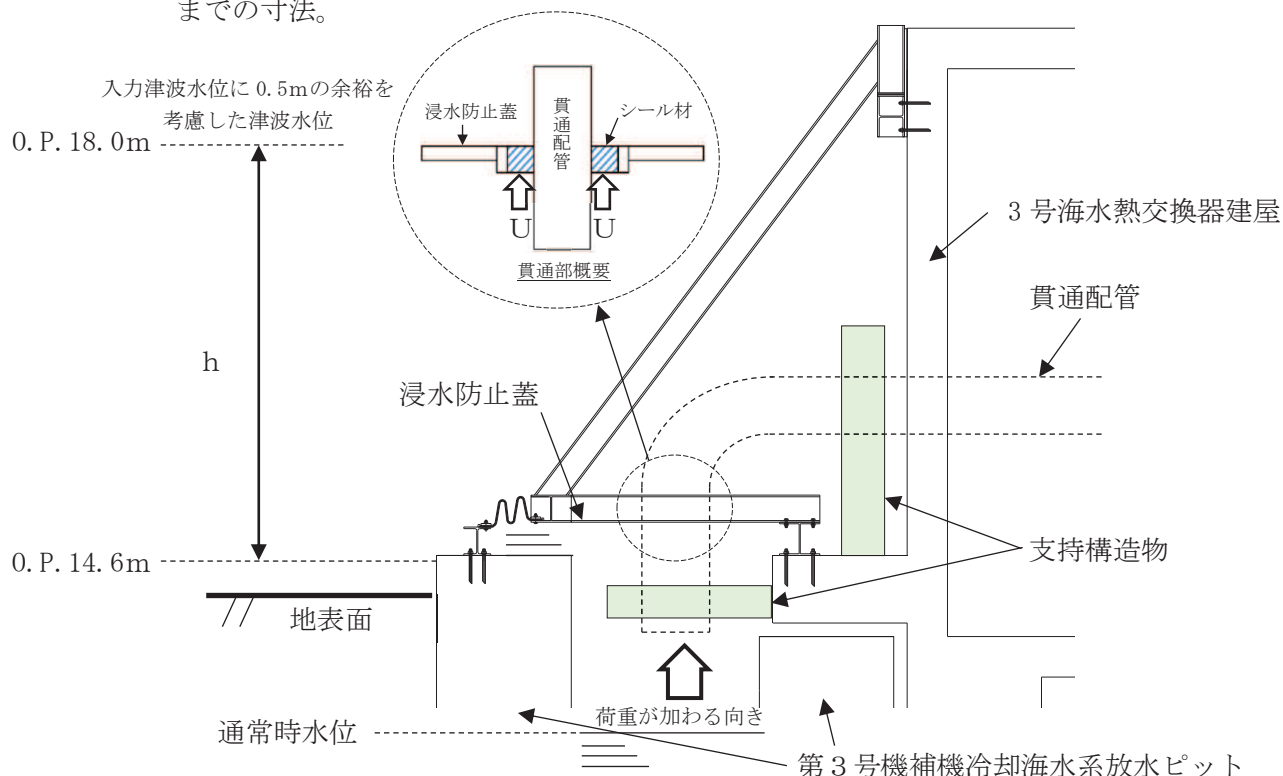 までの寸法。
入力津波水位に 0.5mの余裕を
考慮した津波水位
O.P.18.0m
浸水防止蓋
貫通配管
シール材
U
U
貫通部概要
3号海水熱交換器建屋
貫通配管
h
浸水防止蓋
O.P.14.6m
支持構造物
地表面
荷重が加わる向き
通常時水位
第3号機補機冷却海水系放水ピット